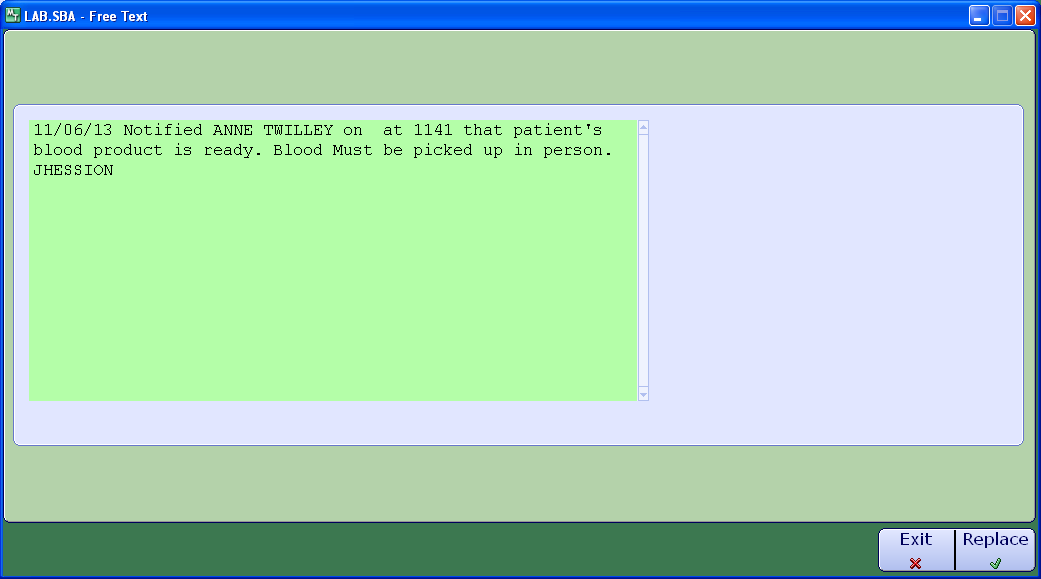 LAB.SBA - Free Text
11/06/13 Notified ANNE TWILLEY on  at 1141 that patient's
blood product is ready. Blood Must be picked up in person.
JHESSION
Exit
Replace